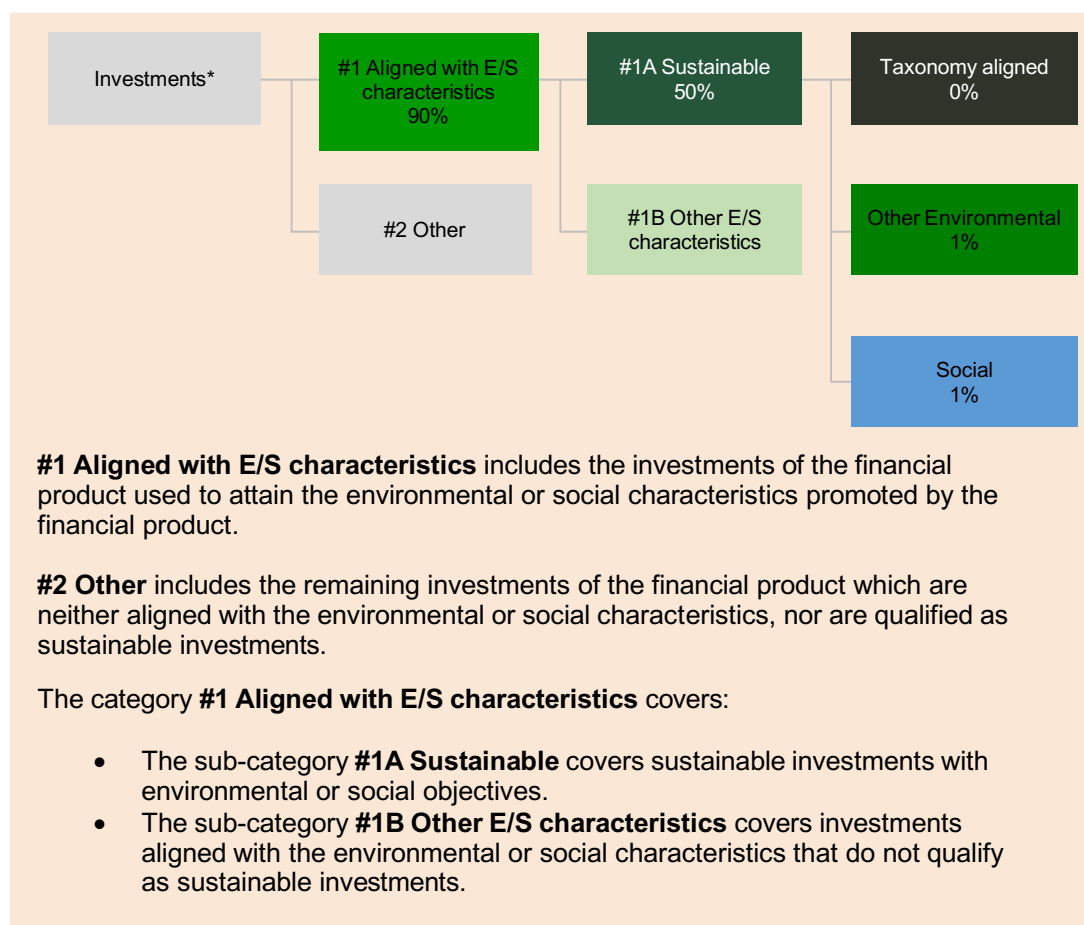 Investments*
#1 Aligned with E/S
characteristics
90%
#1A Sustainable
50%
Taxonomy aligned
0%
#2 Other
#1B Other E/S
characteristics
Other Environmental
1%
Social
1%
#1 Aligned with E/S characteristics includes the investments of the financial
product used to attain the environmental or social characteristics promoted by the
financial product.
#2 Other includes the remaining investments of the financial product which are
neither aligned with the environmental or social characteristics, nor are qualified as
sustainable investments.
The category #1 Aligned with E/S characteristics covers:
• The sub-category #1A Sustainable covers sustainable investments with
environmental or social objectives.
• The sub-category #1B Other E/S characteristics covers investments
aligned with the environmental or social characteristics that do not qualify
as sustainable investments.